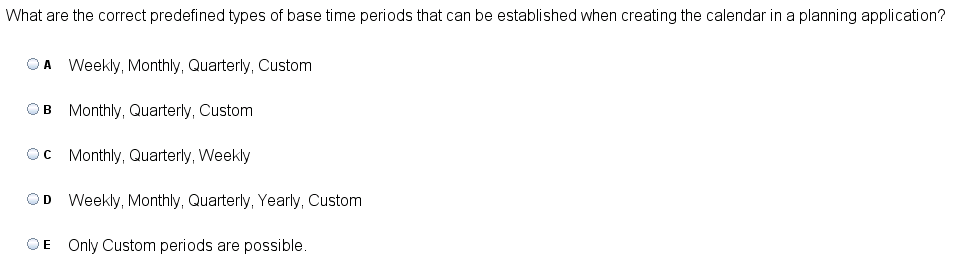 What are the correct predefined types of base time periods that can be established when creating the calendar in a planning application?
A Weekly, Monthly, Quarterly, Custom
B Monthly, Quarterly, Custom
C Monthly, Quarterly, Weekly
D Weekly, Monthly, Quarterly, Yearly, Custom
E Only Custom periods are possible.